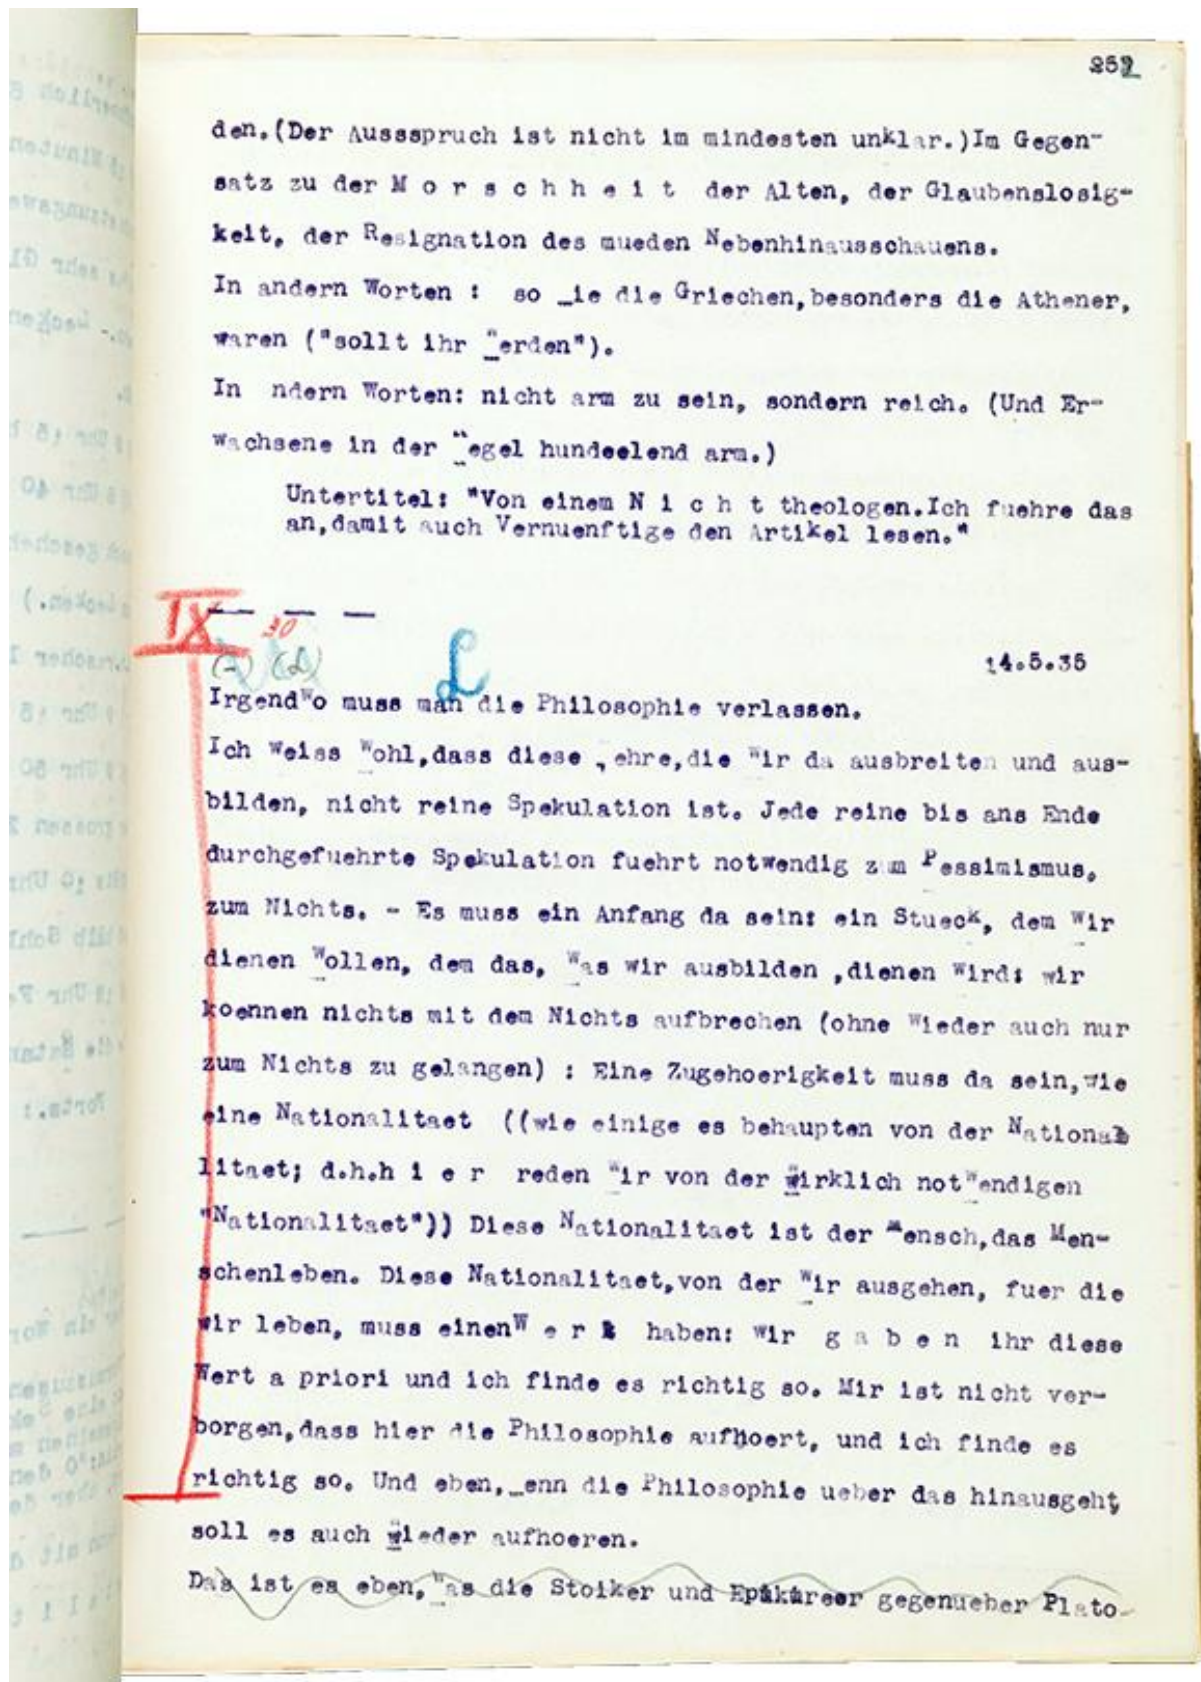 252
den.(Der Aussspruch ist nicht im mindesten unklar.)Im Gegen-
satz zu der M o r s c h h e i t der Alten, der Glaubenslosig-
keit, der Resignation des mueden Nebenhinausschauens.
In andern Worten : so _ie die Griechen,besonders die Athener,
waren ("sollt ihr werden").
In ndern Worten: nicht arm zu sein, sondern reich. (Und Er-
wachsene in der Regel hundeelend arm.)
Untertitel: "Von einem N i c h t theologen.Ich fuehre das
an,damit auch Vernuenftige den Artikel lesen."
— — —
IX
30
L
14.5.35
Irgendwo muss man die Philosophie verlassen.
Ich weiss wohl,dass diese Lehre,die wir da ausbreiten und aus-
bilden, nicht reine Spekulation ist. Jede reine bis ans Ende
durchgefuehrte Spekulation fuehrt notwendig zum Pessimismus,
zum Nichts. - Es muss ein Anfang da sein: ein Stueck, dem wir
dienen wollen, dem das, was wir ausbilden ,dienen wird: wir
koennen nichts mit dem Nichts aufbrechen (ohne wieder auch nur
zum Nichts zu gelangen) : Eine Zugehoerigkeit muss da sein,wie
eine Nationalitaet ((wie einige es behaupten von der Nationa
litaet; d.h.h i e r reden wir von der wirklich notwendigen
"Nationalitaet")) Diese Nationalitaet ist der Mensch,das Men-
schenleben. Diese Nationalitaet,von der wir ausgehen, fuer die
wir leben, muss einenW e r t haben: wir g a b e n ihr diese
Wert a priori und ich finde es richtig so. Mir ist nicht ver-
borgen,dass hier die Philosophie aufhoert, und ich finde es
richtig so. Und eben,_enn die Philosophie ueber das hinausgeht,
soll es auch wieder aufhoeren.
Das ist es eben,was die Stoiker und Epikureer gegenueber Plato-